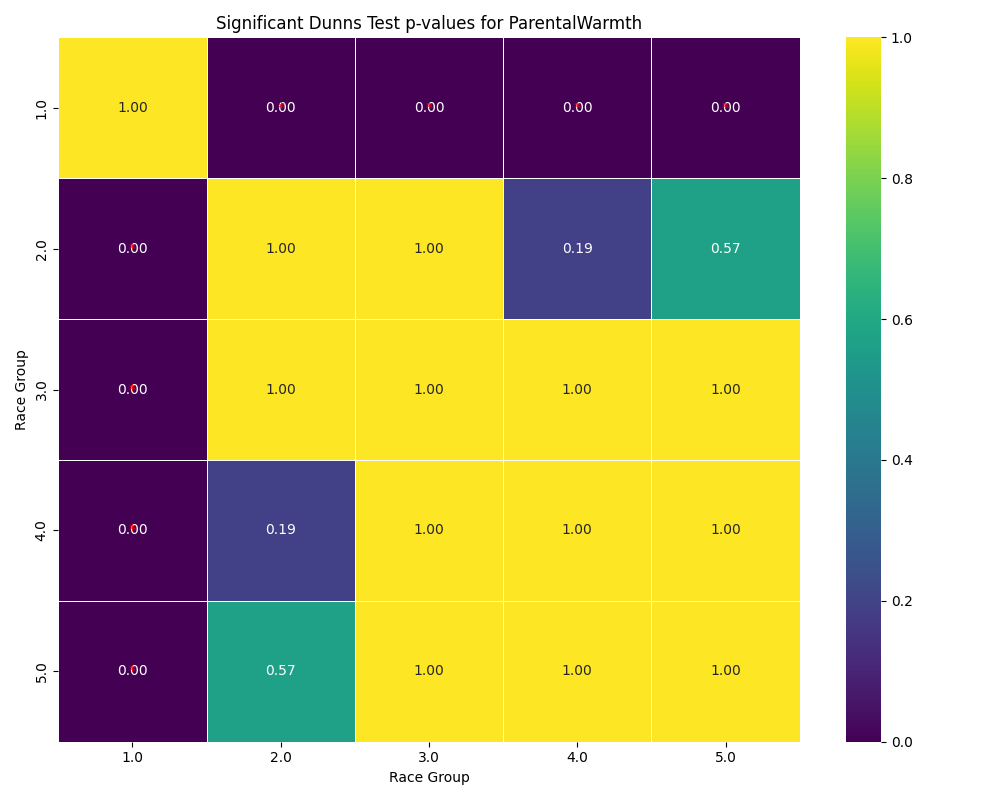 Significant Dunns Test p-values for ParentalWarmth
1.0
1.00 0.00 0.00 0.00 0.00
2.0
0.00 1.00 1.00 0.19 0.57
3.0
0.00 1.00 1.00 1.00 1.00
4.0
0.00 0.19 1.00 1.00 1.00
5.0
0.00 0.57 1.00 1.00 1.00
Race Group
1.0 2.0 3.0 4.0 5.0
Race Group
1.0
0.8
0.6
0.4
0.2
0.0